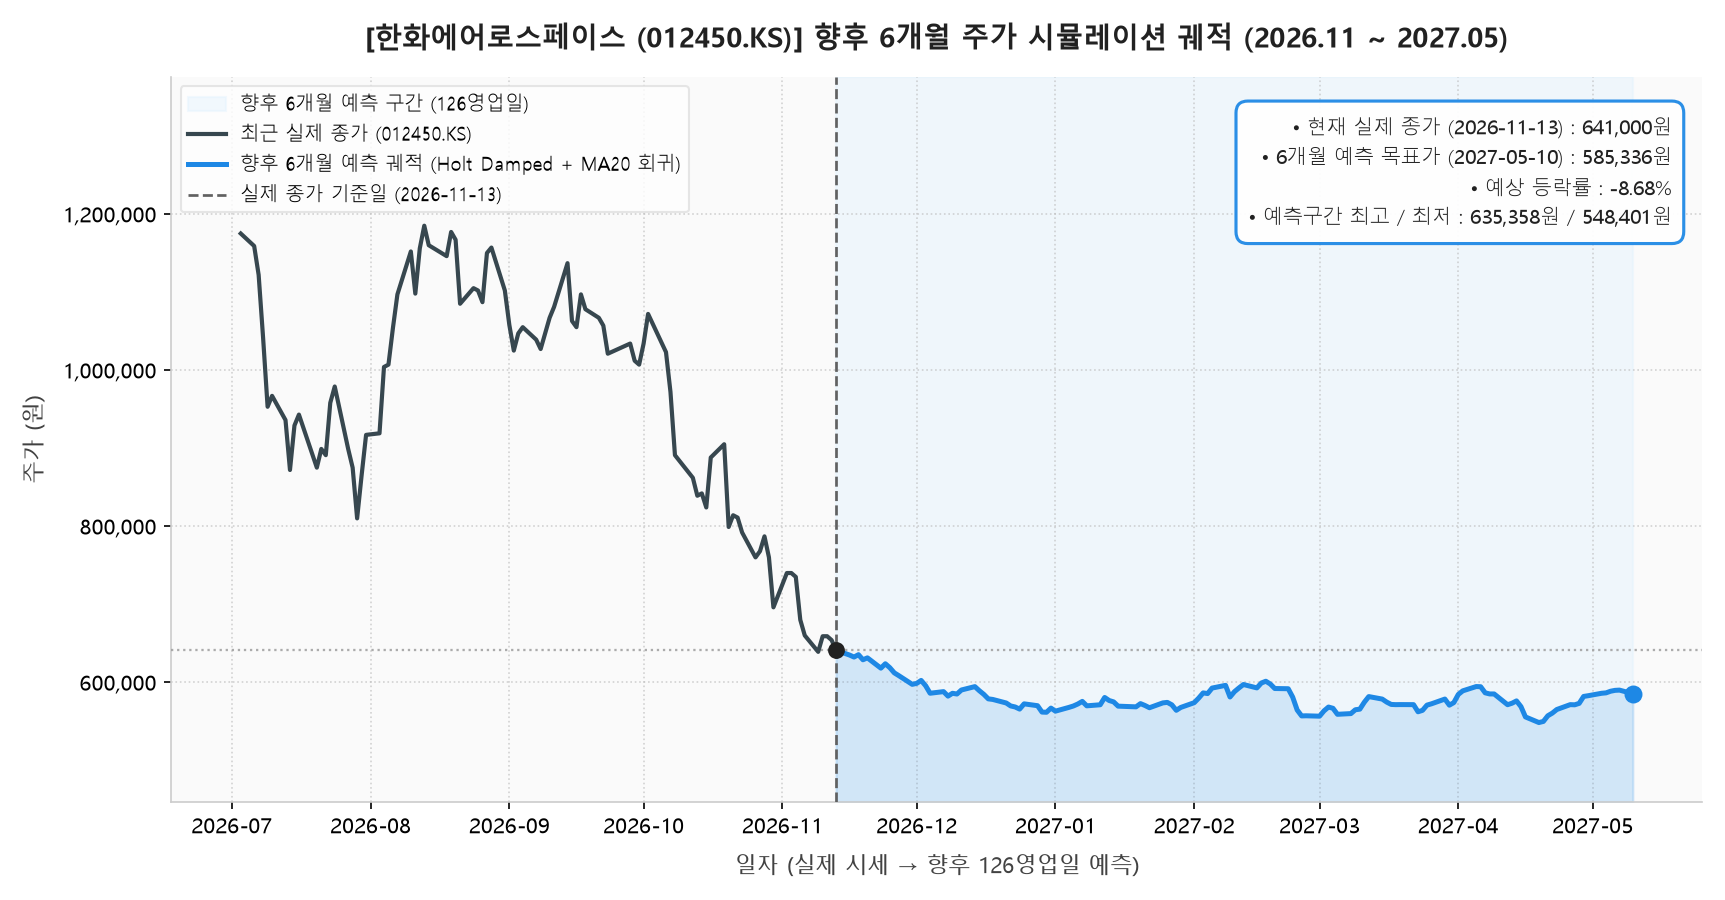 [한화에어로스페이스 (012450.KS)] 향후 6개월 주가 시뮬레이션 궤적 (2026.11 ~ 2027.05)
향후 6개월 예측 구간 (126영업일)
최근 실제 종가 (012450.KS)
향후 6개월 예측 궤적 (Holt Damped + MA20 회귀)
실제 종가 기준일 (2026-11-13)
• 현재 실제 종가 (2026-11-13) : 641,000원
• 6개월 예측 목표가 (2027-05-10) : 585,336원
• 예상 등락률 : -8.68%
• 예측구간 최고 / 최저 : 635,358원 / 548,401원
주가 (원)
1,200,000
1,000,000
800,000
600,000
2026-07 2026-08 2026-09 2026-10 2026-11 2026-12 2027-01 2027-02 2027-03 2027-04 2027-05
일자 (실제 시세 → 향후 126영업일 예측)